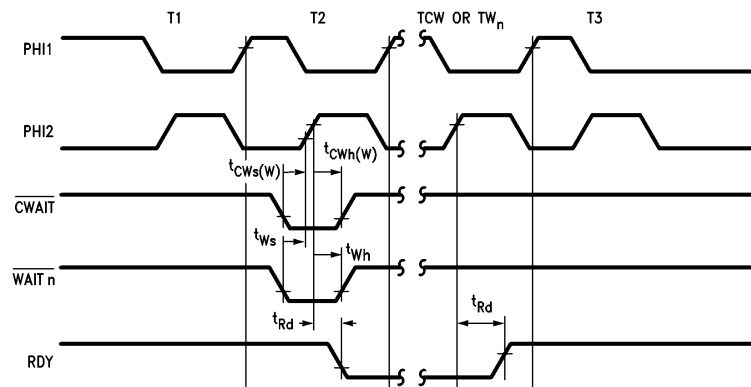 T1 T2 TCW OR TWn T3
PHI1
PHI2
tCWs(W) tCWh(W)
CWAIT
tWs tWh
WAIT n
tRd tRd
RDY